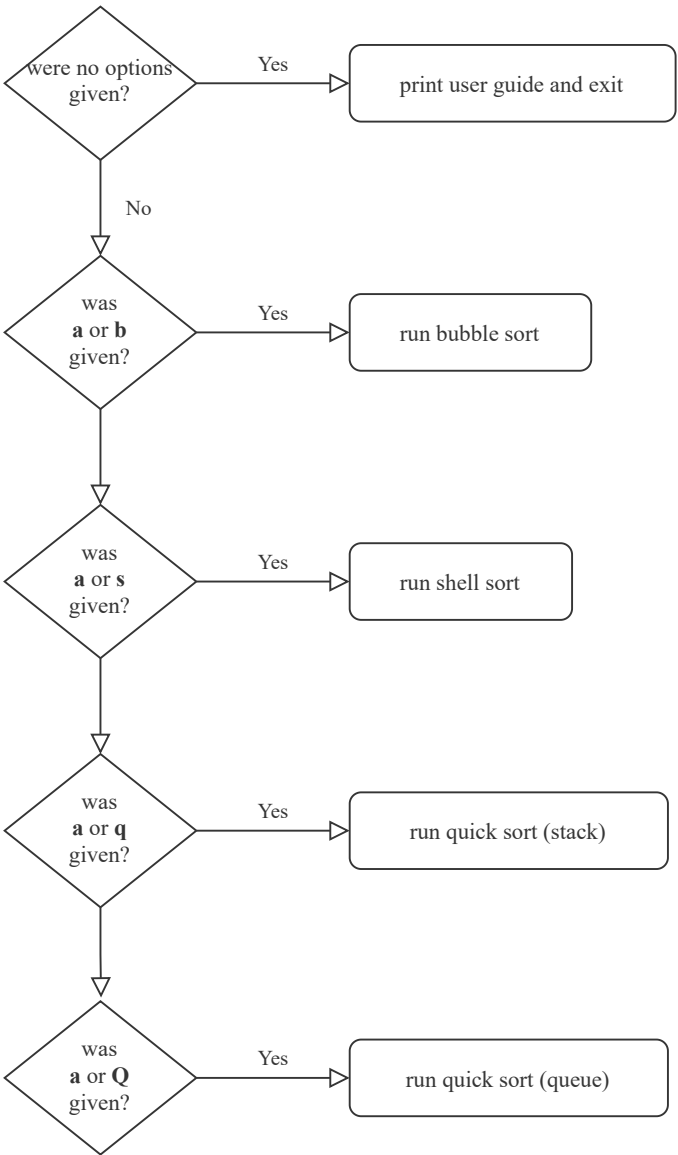 were no options
given?
Yes
print user guide and exit
No
was
a or b
given?
Yes
run bubble sort
was
a or s
given?
Yes
run shell sort
was
a or q
given?
Yes
run quick sort (stack)
was
a or Q
given?
Yes
run quick sort (queue)